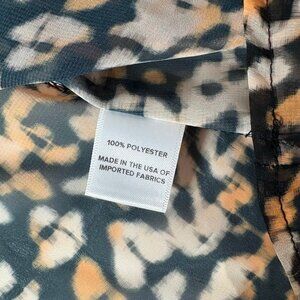 100% POLYESTER
MADE IN THE USA OF
IMPORTED FABRICS